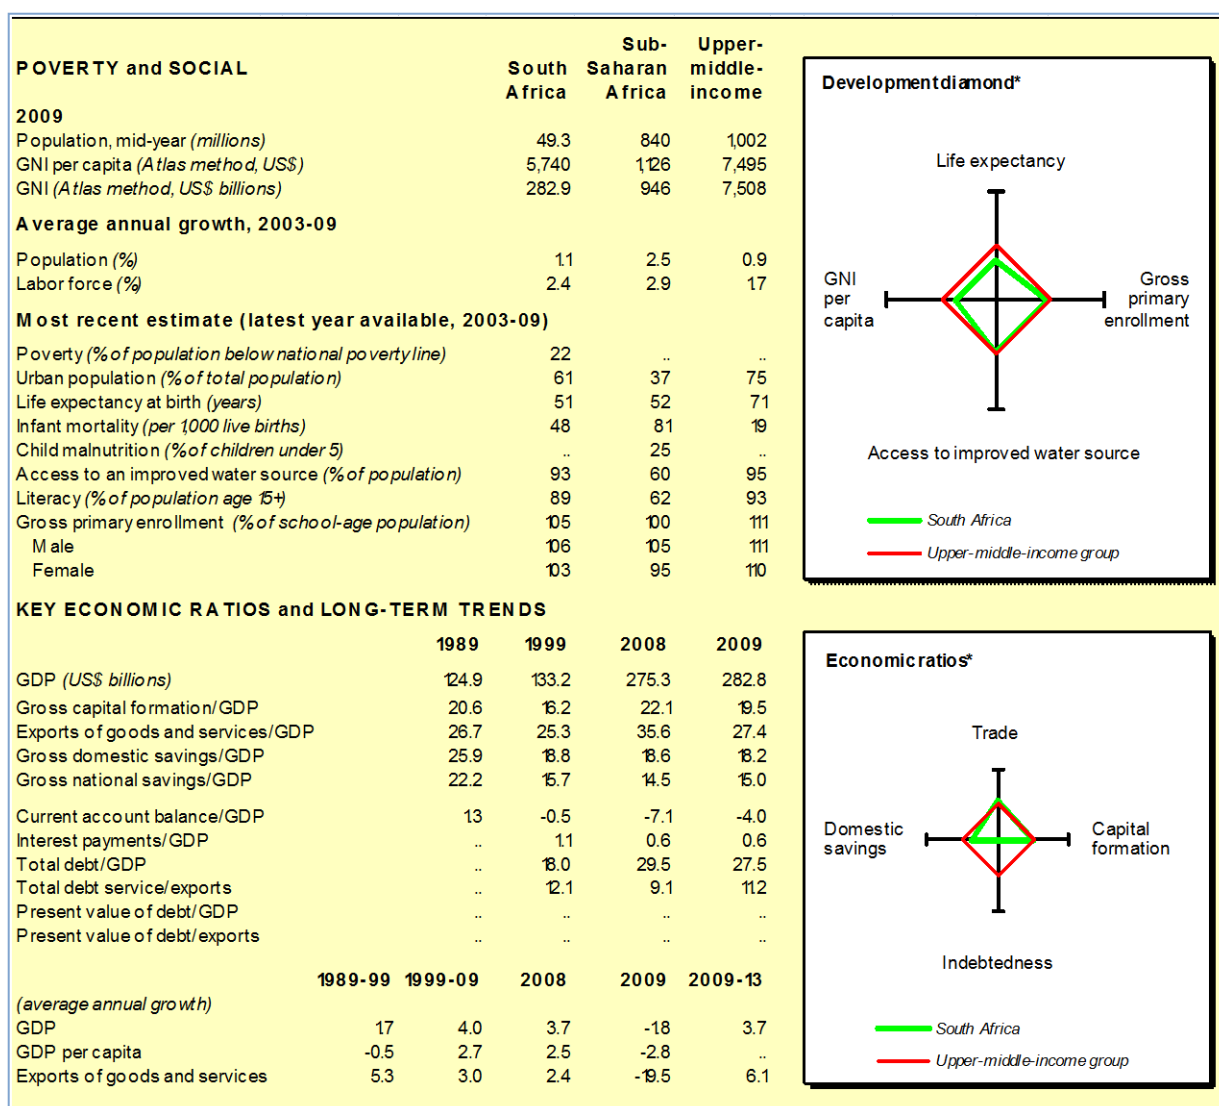 POVERTY and SOCIAL
South Africa
Sub-Saharan Africa
Upper-middle-income
2009
Population, mid-year (millions) 49.3 840 1,002
GNI per capita (Atlas method, US$) 5,740 1,126 7,495
GNI (Atlas method, US$ billions) 282.9 946 7,508
Average annual growth, 2003-09
Population (%) 11 2.5 0.9
Labor force (%) 2.4 2.9 17
Most recent estimate (latest year available, 2003-09)
Poverty (% of population below national poverty line) 22 .. ..
Urban population (% of total population) 61 37 75
Life expectancy at birth (years) 51 52 71
Infant mortality (per 1,000 live births) 48 81 19
Child malnutrition (% of children under 5) .. 25 ..
Access to an improved water source (% of population) 93 60 95
Literacy (% of population age 15+) 89 62 93
Gross primary enrollment (% of school-age population) 105 100 111
Male 106 105 111
Female 103 95 110
KEY ECONOMIC RATIOS and LONG-TERM TRENDS
1989 1999 2008 2009
GDP (US$ billions) 124.9 133.2 275.3 282.8
Gross capital formation/GDP 20.6 16.2 22.1 19.5
Exports of goods and services/GDP 26.7 25.3 35.6 27.4
Gross domestic savings/GDP 25.9 18.8 18.6 18.2
Gross national savings/GDP 22.2 15.7 14.5 15.0
Current account balance/GDP 13 -0.5 -7.1 -4.0
Interest payments/GDP .. 11 0.6 0.6
Total debt/GDP .. 18.0 29.5 27.5
Total debt service/exports .. 12.1 9.1 112
Present value of debt/GDP .. .. .. ..
Present value of debt/exports .. .. .. ..
1989-99 1999-09 2008 2009 2009-13
(average annual growth)
GDP 17 4.0 3.7 -18 3.7
GDP per capita -0.5 2.7 2.5 -2.8 ..
Exports of goods and services 5.3 3.0 2.4 -19.5 6.1
Development diamond*
Life expectancy
GNI
per
capita
Gross
primary
enrollment
Access to improved water source
South Africa
Upper-middle-income group
Economic ratios*
Trade
Domestic
savings
Capital
formation
Indebtedness
South Africa
Upper-middle-income group